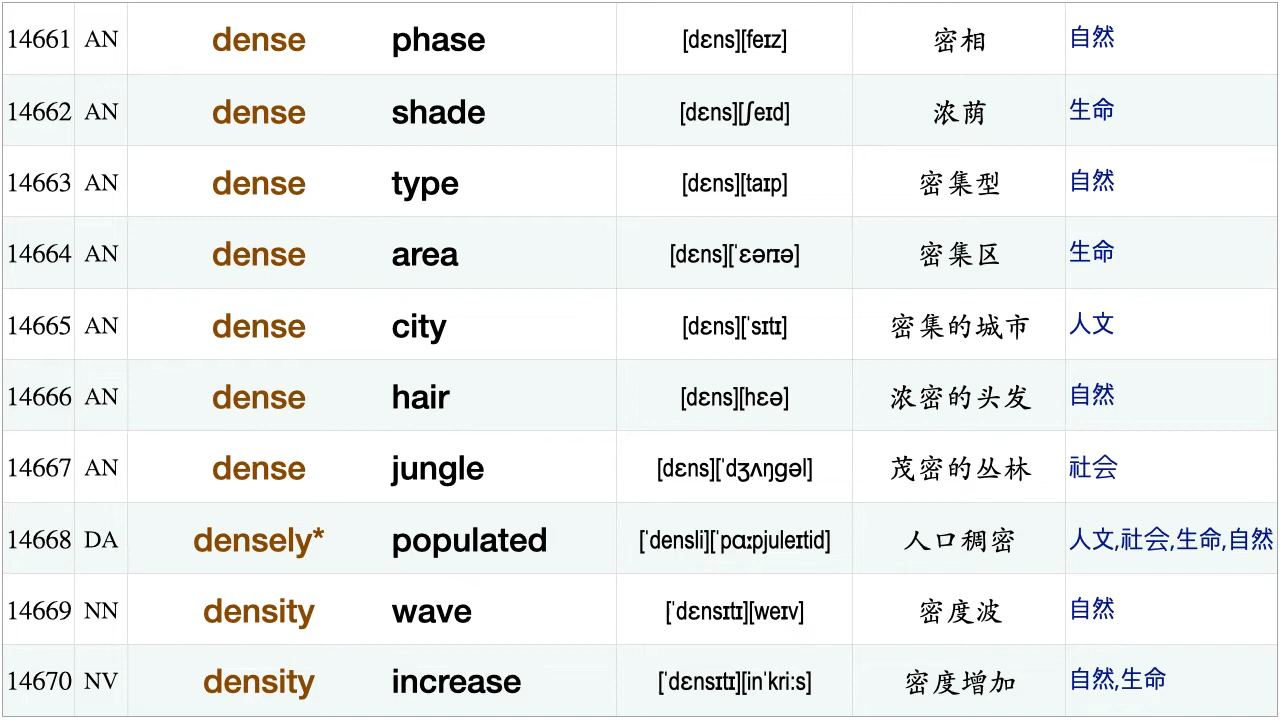 14661 AN dense phase [dɛns][feɪz] 密相 自然
14662 AN dense shade [dɛns][ʃeɪd] 浓荫 生命
14663 AN dense type [dɛns][taɪp] 密集型 自然
14664 AN dense area [dɛns][ˈɛərɪə] 密集区 生命
14665 AN dense city [dɛns][ˈsɪtɪ] 密集的城市 人文
14666 AN dense hair [dɛns][hɛə] 浓密的头发 自然
14667 AN dense jungle [dɛns][ˈdʒʌŋgəl] 茂密的丛林 社会
14668 DA densely* populated [ˈdensli][ˈpɑːpjuleɪtid] 人口稠密 人文,社会,生命,自然
14669 NN density wave [ˈdɛnsɪtɪ][weɪv] 密度波 自然
14670 NV density increase [ˈdɛnsɪtɪ][inˈkriːs] 密度增加 自然,生命